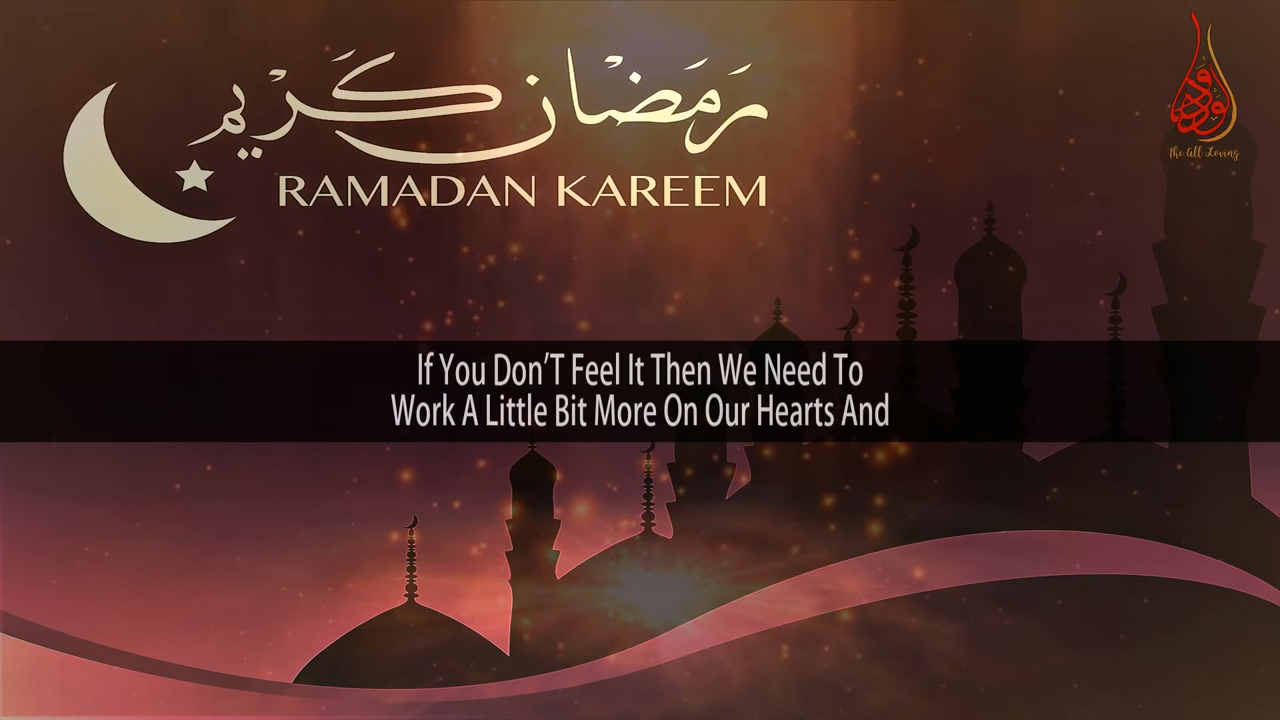 رَمَضَان كَرْيم
RAMADAN KAREEM
الودود
The All Loving
If You Don’T Feel It Then We Need To
Work A Little Bit More On Our Hearts And